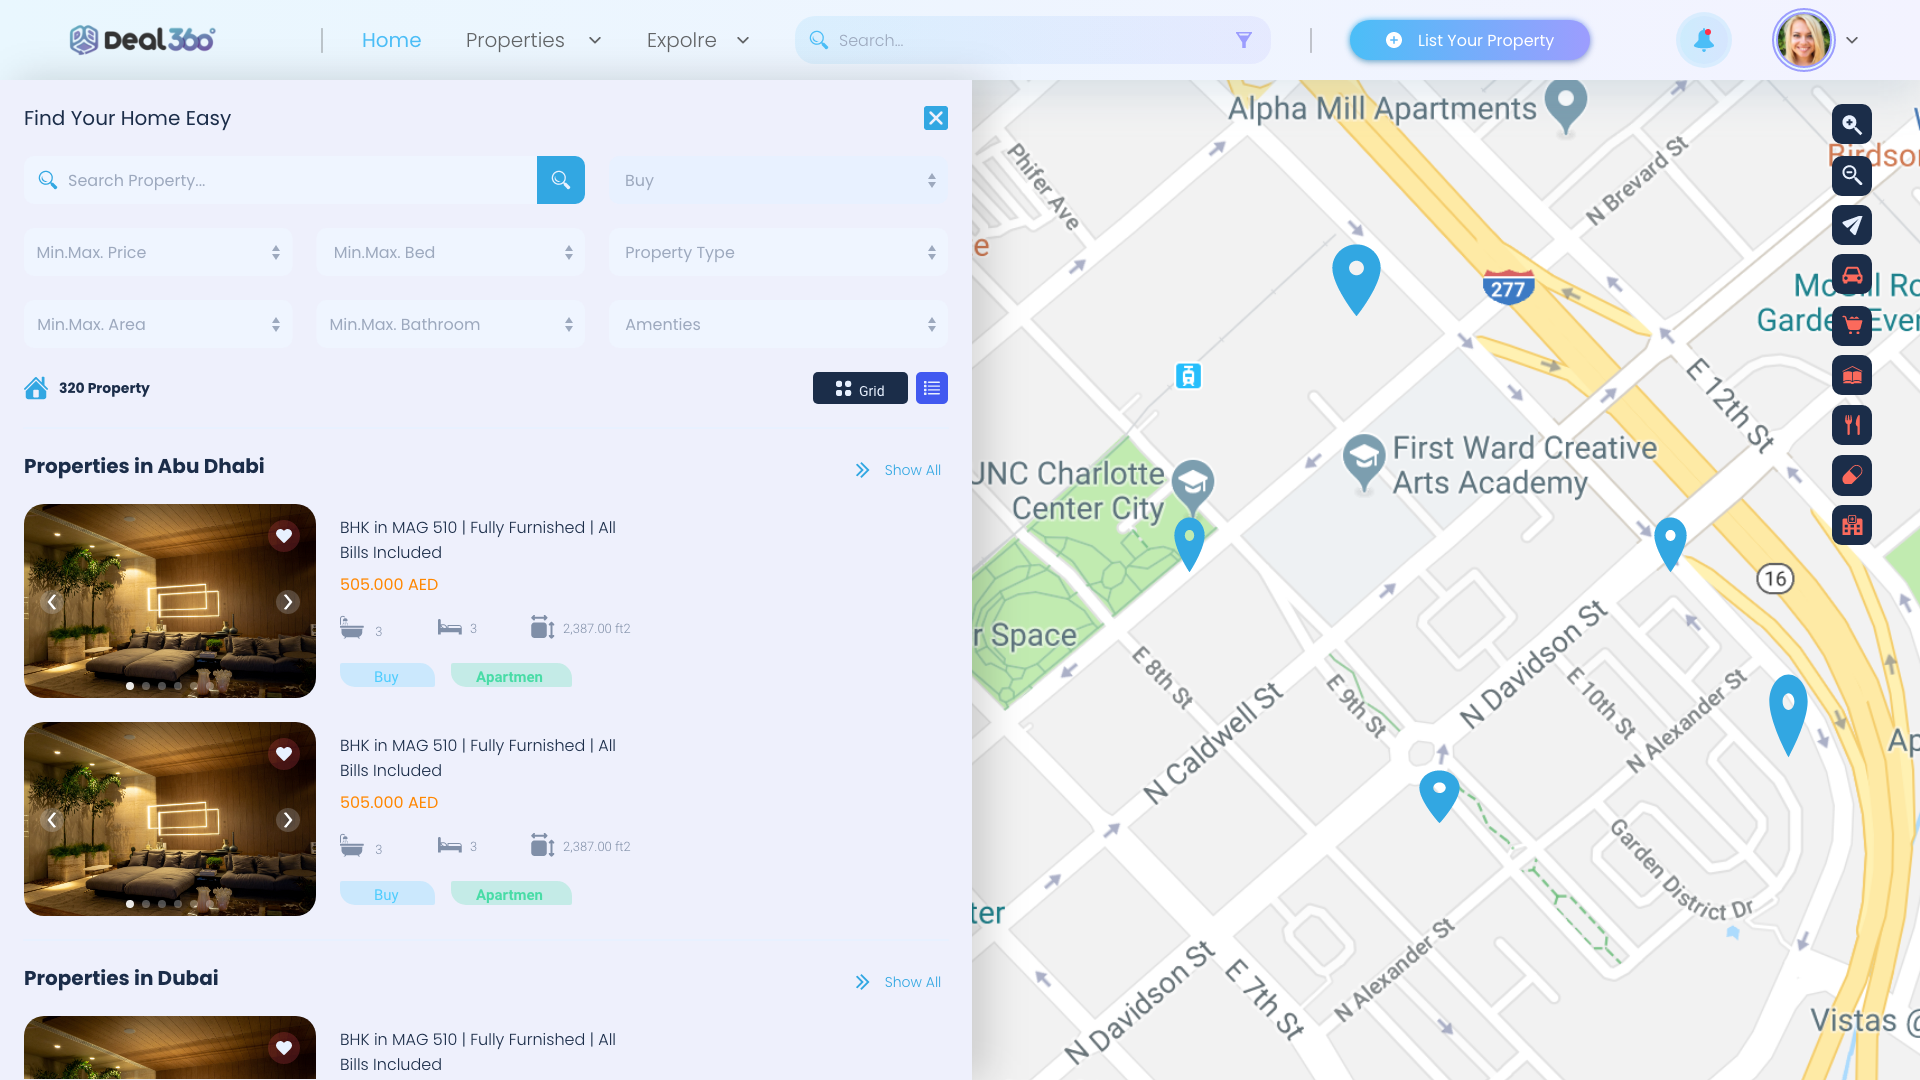 Deal360°
Home
Properties
Expolre
Search...
List Your Property
Find Your Home Easy
Search Property...
Buy
Min.Max. Price
Min.Max. Bed
Property Type
Min.Max. Area
Min.Max. Bathroom
Amenties
320 Property
Grid
Properties in Abu Dhabi
Show All
BHK in MAG 510 | Fully Furnished | All
Bills Included
505.000 AED
3
3
2,387.00 ft2
Buy
Apartmen
BHK in MAG 510 | Fully Furnished | All
Bills Included
505.000 AED
3
3
2,387.00 ft2
Buy
Apartmen
Properties in Dubai
Show All
BHK in MAG 510 | Fully Furnished | All
Bills Included
Alpha Mill Apartments
Phifer Ave
N Brevard St
Birdso
e
277
Garde
Ever
E 12th St
First Ward Creative
Arts Academy
UNC Charlotte
Center City
16
r Space
E 8th St
E 9th St
N Davidson St
E 10th St
N Alexander St
N Caldwell St
Ap
Garden District Dr
ter
N Alexander St
N Davidson St
E 7th St
Vistas @